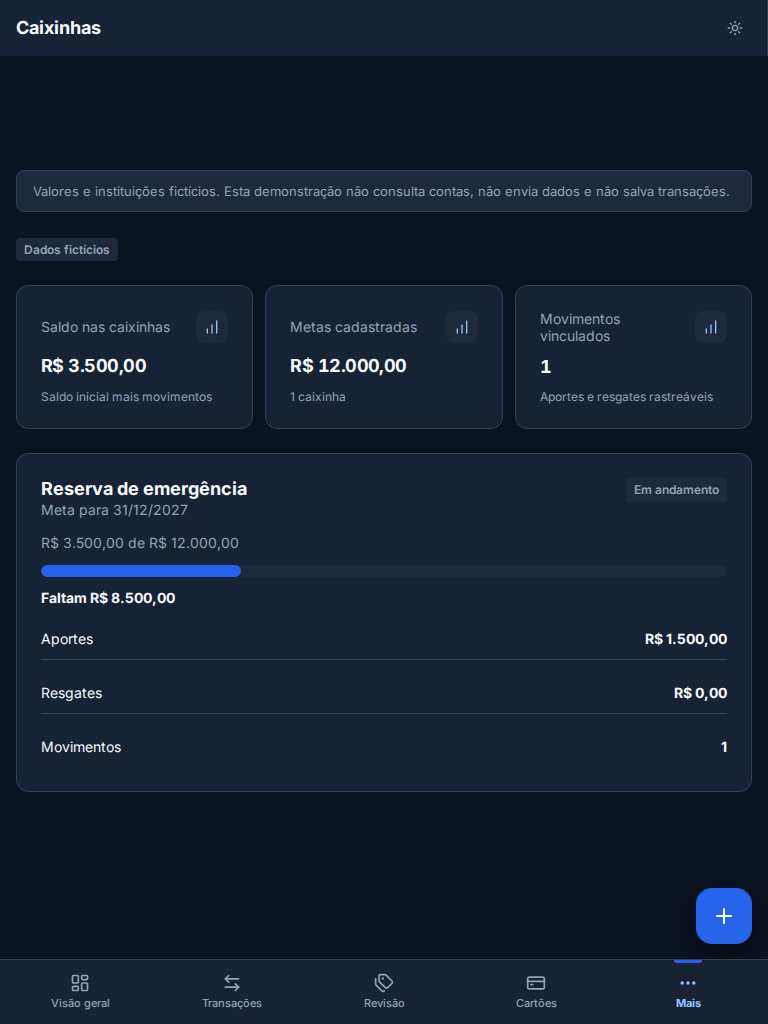 Caixinhas
Valores e instituições fictícios. Esta demonstração não consulta contas, não envia dados e não salva transações.
Dados fictícios
Saldo nas caixinhas
R$ 3.500,00
Saldo inicial mais movimentos
Metas cadastradas
R$ 12.000,00
1 caixinha
Movimentos
vinculados
1
Aportes e resgates rastreáveis
Reserva de emergência
Em andamento
Meta para 31/12/2027
R$ 3.500,00 de R$ 12.000,00
Faltam R$ 8.500,00
Aportes R$ 1.500,00
Resgates R$ 0,00
Movimentos 1
Visão geral Transações Revisão Cartões Mais